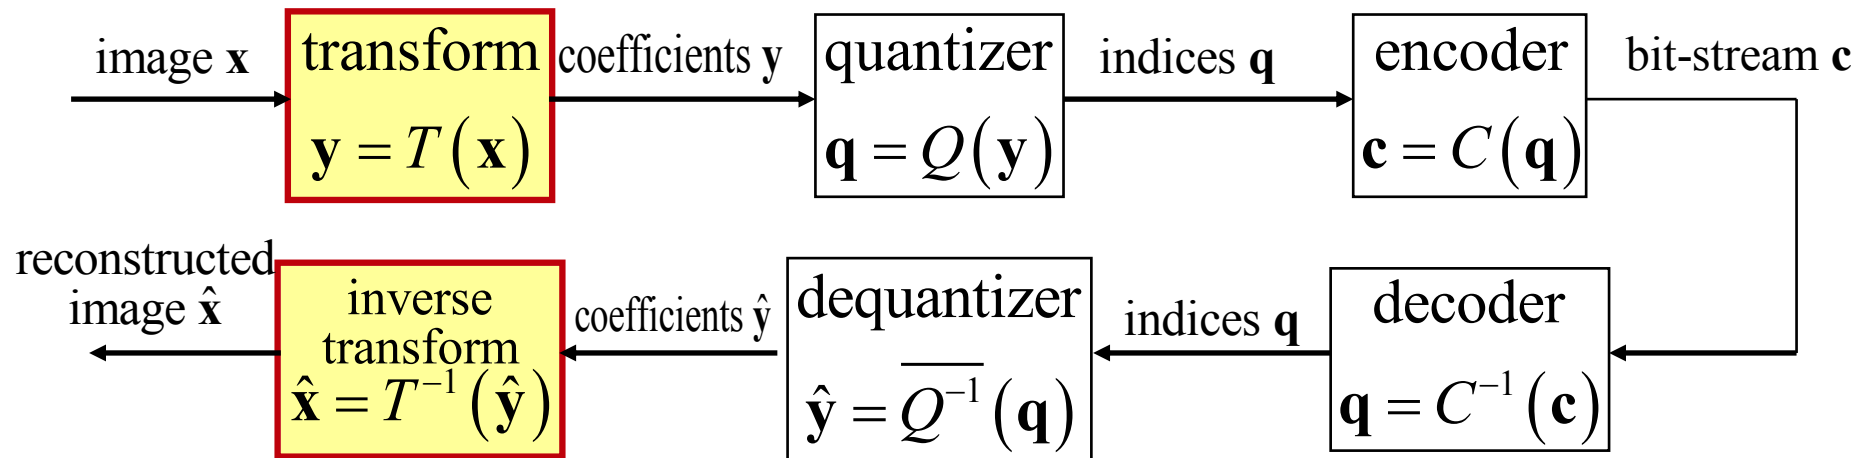 image x
transform
y = T(x)
coefficients y
quantizer
q = Q(y)
indices q
encoder
c = C(q)
bit-stream c
reconstructed
image x̂
inverse
transform
x̂ = T⁻¹(ŷ)
coefficients ŷ
dequantizer
ŷ = Q̅⁻̅¹̅(q)
indices q
decoder
q = C⁻¹(c)